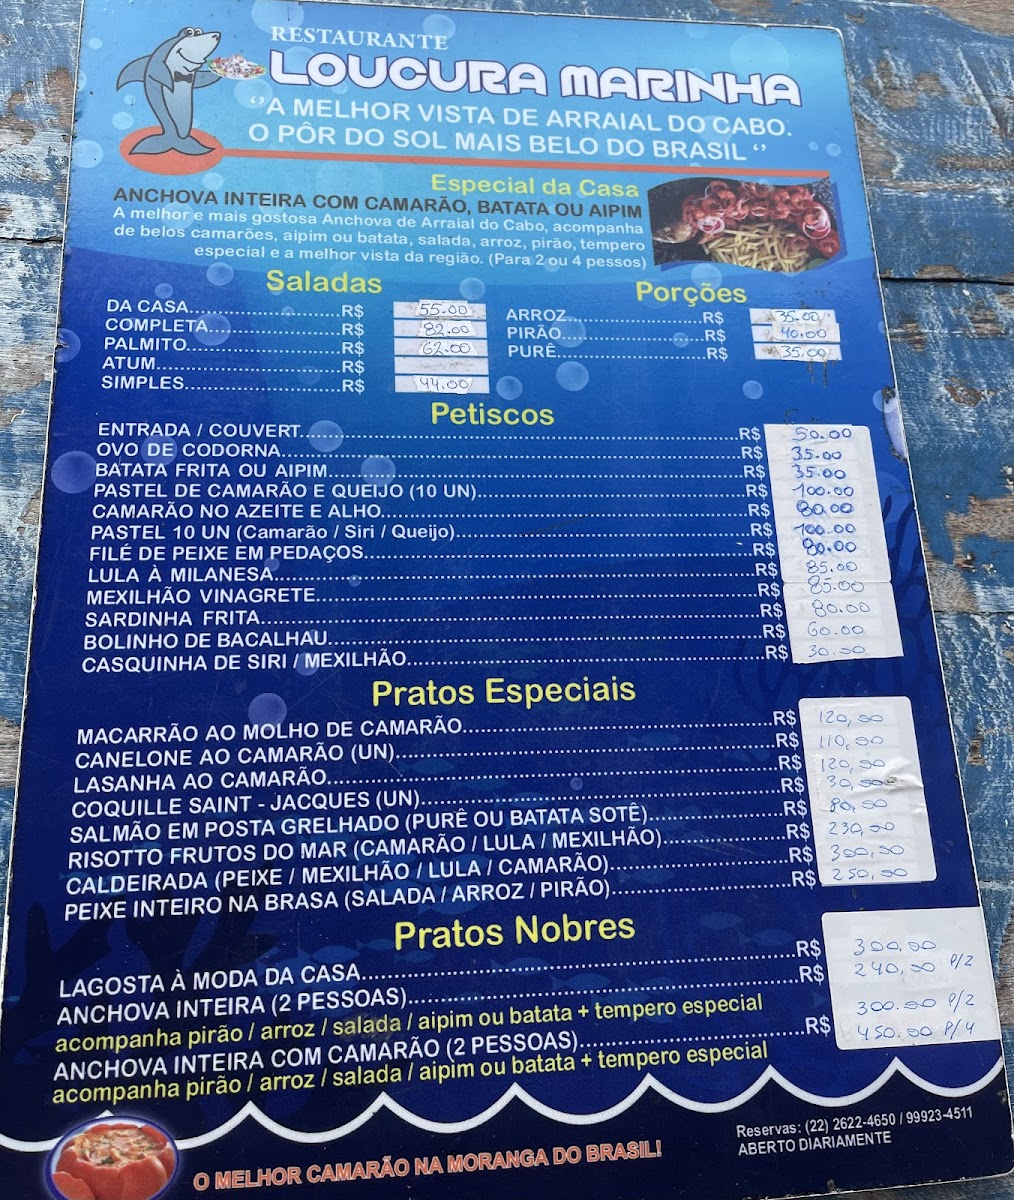 RESTAURANTE
LOUCURA MARINHA
‘‘A MELHOR VISTA DE ARRAIAL DO CABO.
O PÔR DO SOL MAIS BELO DO BRASIL ‘‘
Especial da Casa
ANCHOVA INTEIRA COM CAMARÃO, BATATA OU AIPIM
A melhor e mais gostosa Anchova de Arraial do Cabo, acompanha
de belos camarões, aipim ou batata, salada, arroz, pirão, tempero
especial e a melhor vista da região. (Para 2 ou 4 pessos)
Saladas
DA CASA....................R$ 55.00
COMPLETA....................R$ 82.00
PALMITO....................R$ 62.00
ATUM....................R$
SIMPLES....................R$ 44.00
Porções
ARROZ....................R$ 35.00
PIRÃO....................R$ 40.00
PURÊ....................R$ 35.00
Petiscos
ENTRADA / COUVERT....................R$ 50.00
OVO DE CODORNA....................R$ 35.00
BATATA FRITA OU AIPIM....................R$ 35.00
PASTEL DE CAMARÃO E QUEIJO (10 UN)....................R$ 100.00
CAMARÃO NO AZEITE E ALHO....................R$ 80.00
PASTEL 10 UN (Camarão / Siri / Queijo)....................R$ 100.00
FILÉ DE PEIXE EM PEDAÇOS....................R$ 80.00
LULA À MILANESA....................R$ 85.00
MEXILHÃO VINAGRETE....................R$ 85.00
SARDINHA FRITA....................R$ 80.00
BOLINHO DE BACALHAU....................R$ 60.00
CASQUINHA DE SIRI / MEXILHÃO....................R$ 30.00
Pratos Especiais
MACARRÃO AO MOLHO DE CAMARÃO....................R$ 120,00
CANELONE AO CAMARÃO (UN)....................R$ 110,00
LASANHA AO CAMARÃO....................R$ 120,00
COQUILLE SAINT - JACQUES (UN)....................R$ 30,00
SALMÃO EM POSTA GRELHADO (PURÊ OU BATATA SOTÊ)....................R$ 80,00
RISOTTO FRUTOS DO MAR (CAMARÃO / LULA / MEXILHÃO)....................R$ 230,00
CALDEIRADA (PEIXE / MEXILHÃO / LULA / CAMARÃO)....................R$ 300,00
PEIXE INTEIRO NA BRASA (SALADA / ARROZ / PIRÃO)....................R$ 250,00
Pratos Nobres
LAGOSTA À MODA DA CASA....................R$ 300,00
ANCHOVA INTEIRA (2 PESSOAS)....................R$ 240,00 P/2
acompanha pirão / arroz / salada / aipim ou batata + tempero especial
300.00 P/2
ANCHOVA INTEIRA COM CAMARÃO (2 PESSOAS)....................R$ 450.00 P/4
acompanha pirão / arroz / salada / aipim ou batata + tempero especial
Reservas: (22) 2622-4650 / 99923-4511
ABERTO DIARIAMENTE
O MELHOR CAMARÃO NA MORANGA DO BRASIL!